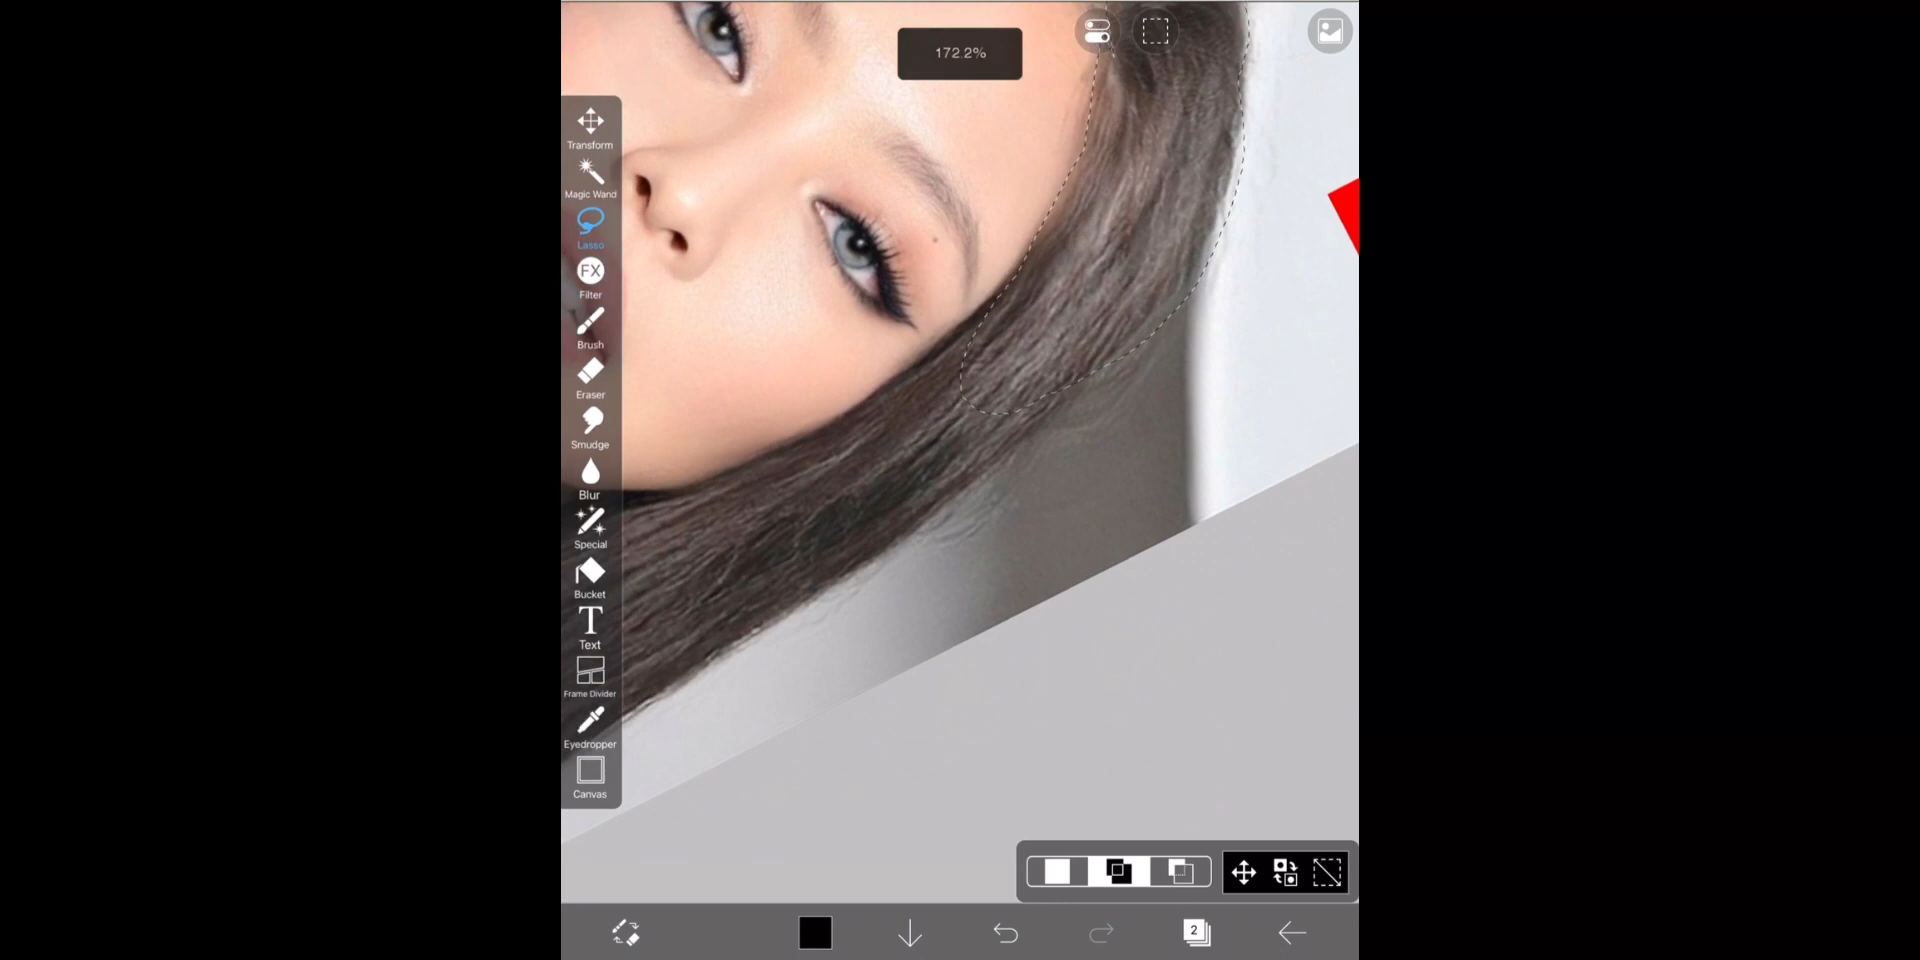 172.2%
Transform
Magic Wand
Lasso
FX
Filter
Brush
Eraser
Smudge
Blur
Special
Bucket
T
Text
Frame Divider
Eyedropper
Canvas
2